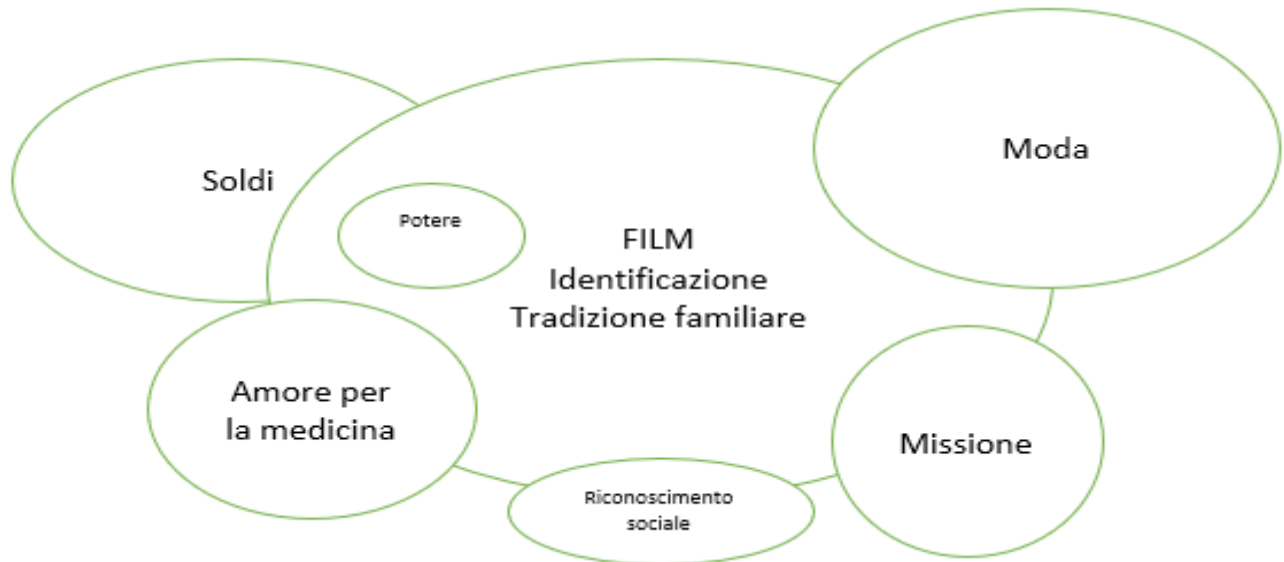 Moda
Soldi
Potere
FILM
Identificazione
Tradizione familiare
Amore per
la medicina
Missione
Riconoscimento
sociale